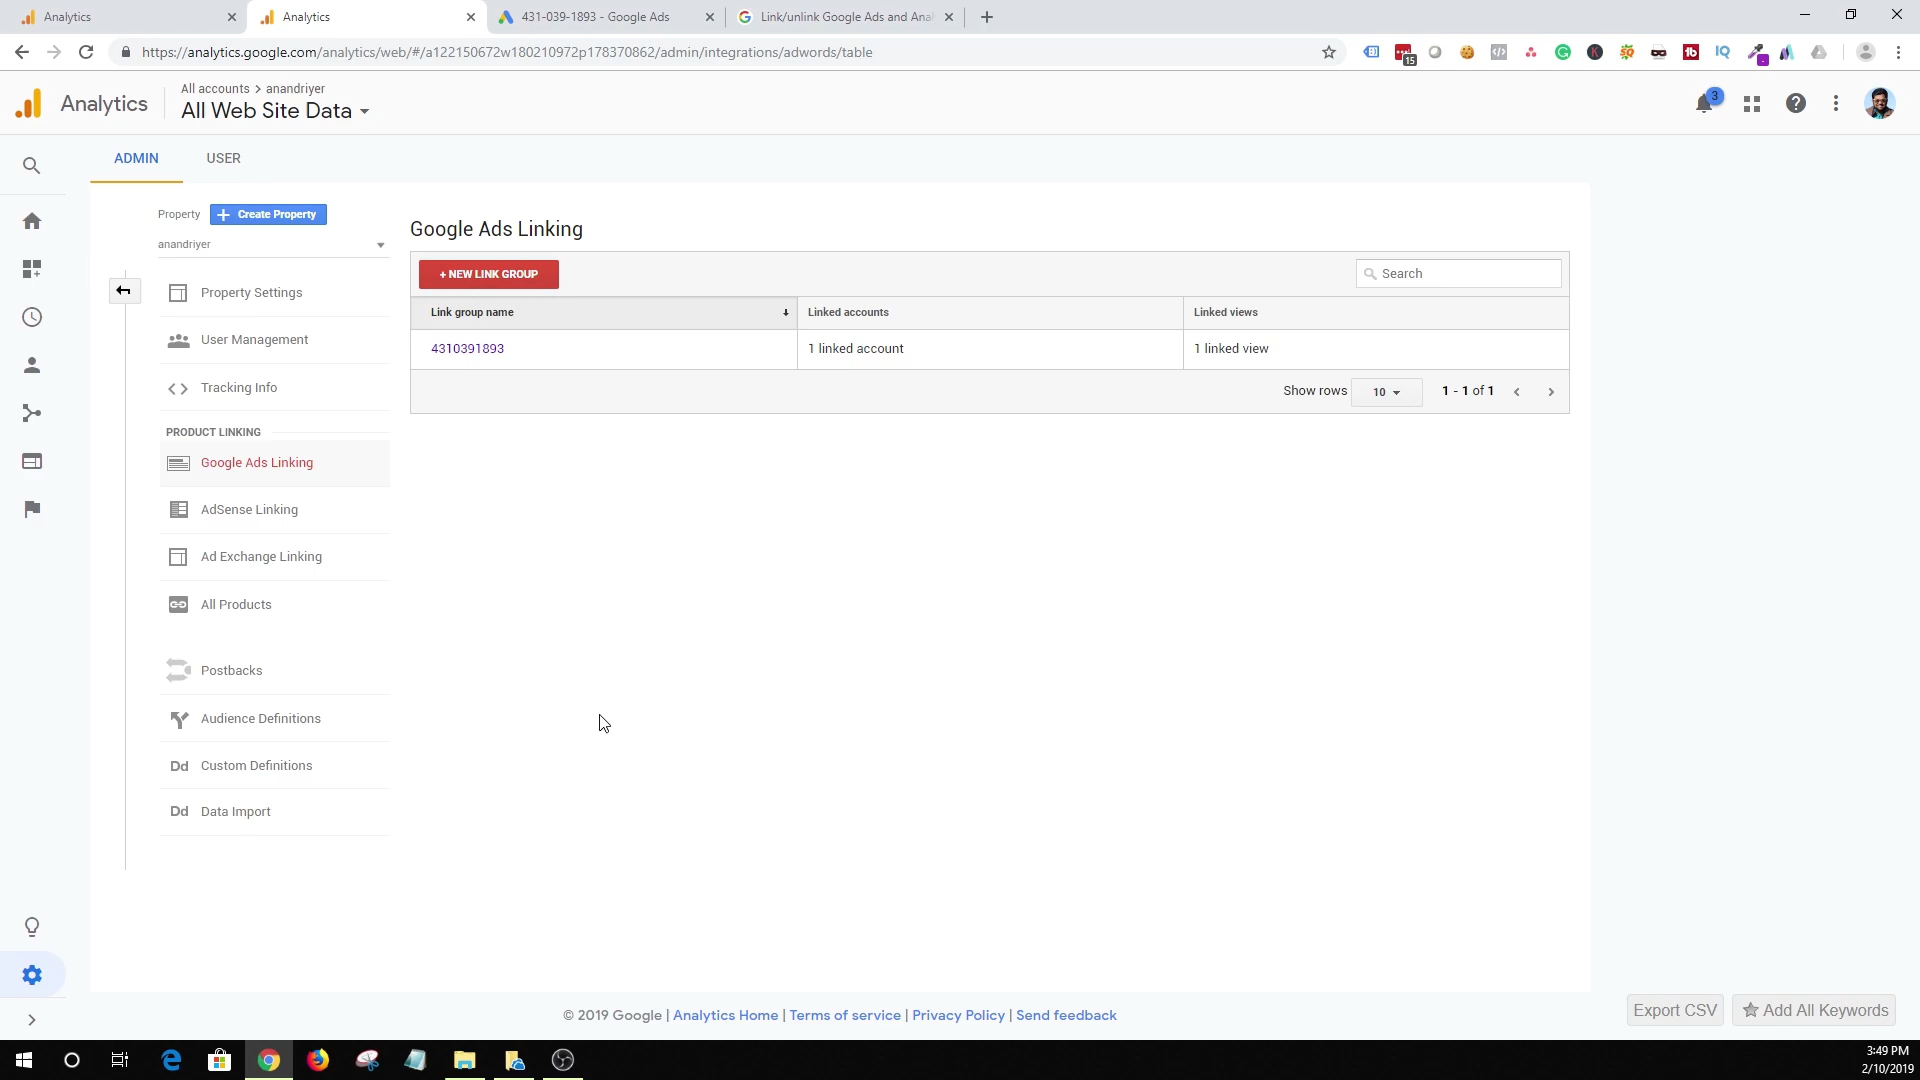 Analytics
Analytics
431-039-1893 - Google Ads
Link/unlink Google Ads and Anal
https://analytics.google.com/analytics/web/#/a122150672w180210972p178370862/admin/integrations/adwords/table
15
Analytics
All accounts > anandriyer
All Web Site Data
3
ADMIN
USER
Property
Create Property
anandriyer
Property Settings
User Management
Tracking Info
PRODUCT LINKING
Google Ads Linking
AdSense Linking
Ad Exchange Linking
All Products
Postbacks
Audience Definitions
Dd Custom Definitions
Dd Data Import
Google Ads Linking
+ NEW LINK GROUP
Search
Link group name
Linked accounts
Linked views
4310391893
1 linked account
1 linked view
Show rows
10
1 - 1 of 1
© 2019 Google | Analytics Home | Terms of service | Privacy Policy | Send feedback
Export CSV
Add All Keywords
3:49 PM
2/10/2019